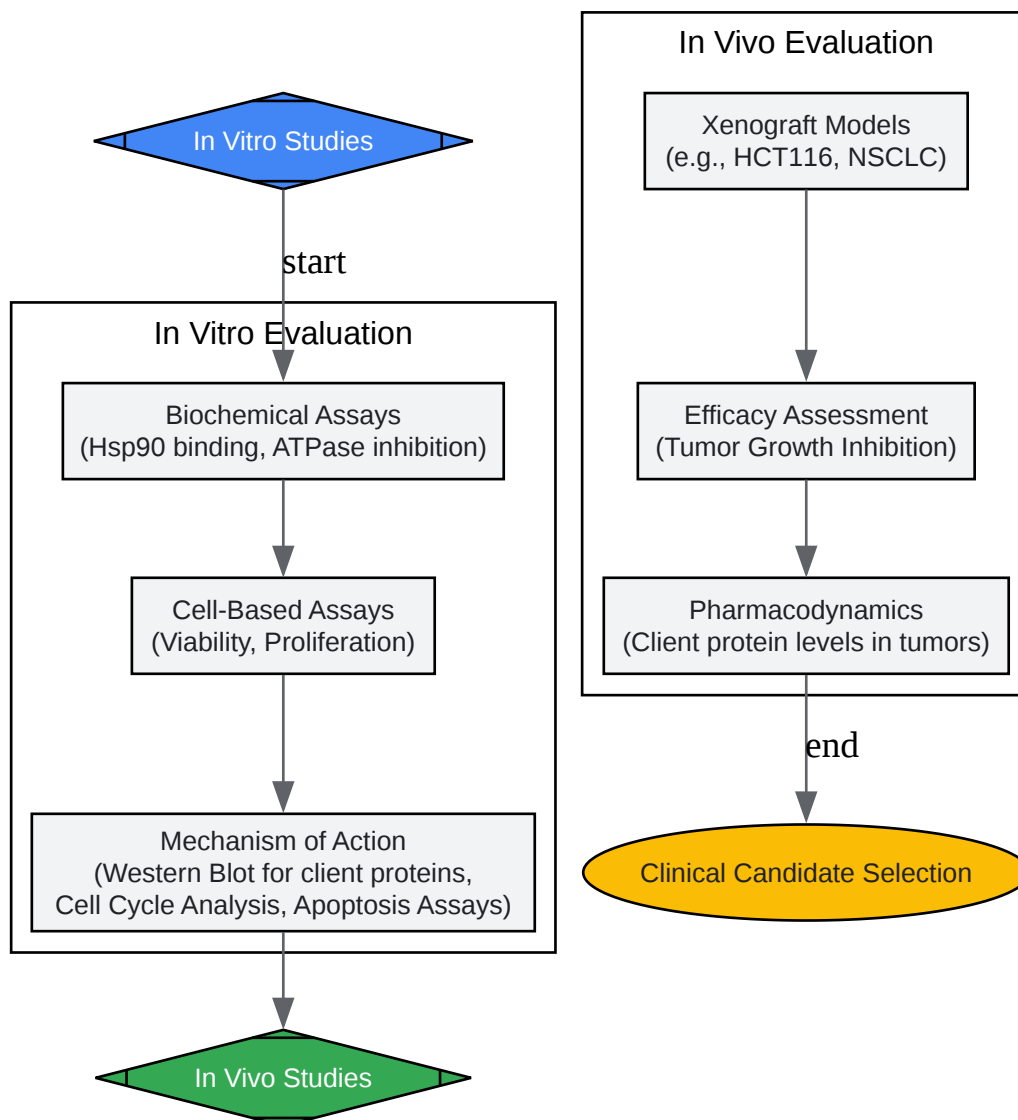 In Vitro Studies
start
In Vitro Evaluation
Biochemical Assays
(Hsp90 binding, ATPase inhibition)
Cell-Based Assays
(Viability, Proliferation)
Mechanism of Action
(Western Blot for client proteins,
Cell Cycle Analysis, Apoptosis Assays)
In Vivo Studies
In Vivo Evaluation
Xenograft Models
(e.g., HCT116, NSCLC)
Efficacy Assessment
(Tumor Growth Inhibition)
Pharmacodynamics
(Client protein levels in tumors)
end
Clinical Candidate Selection